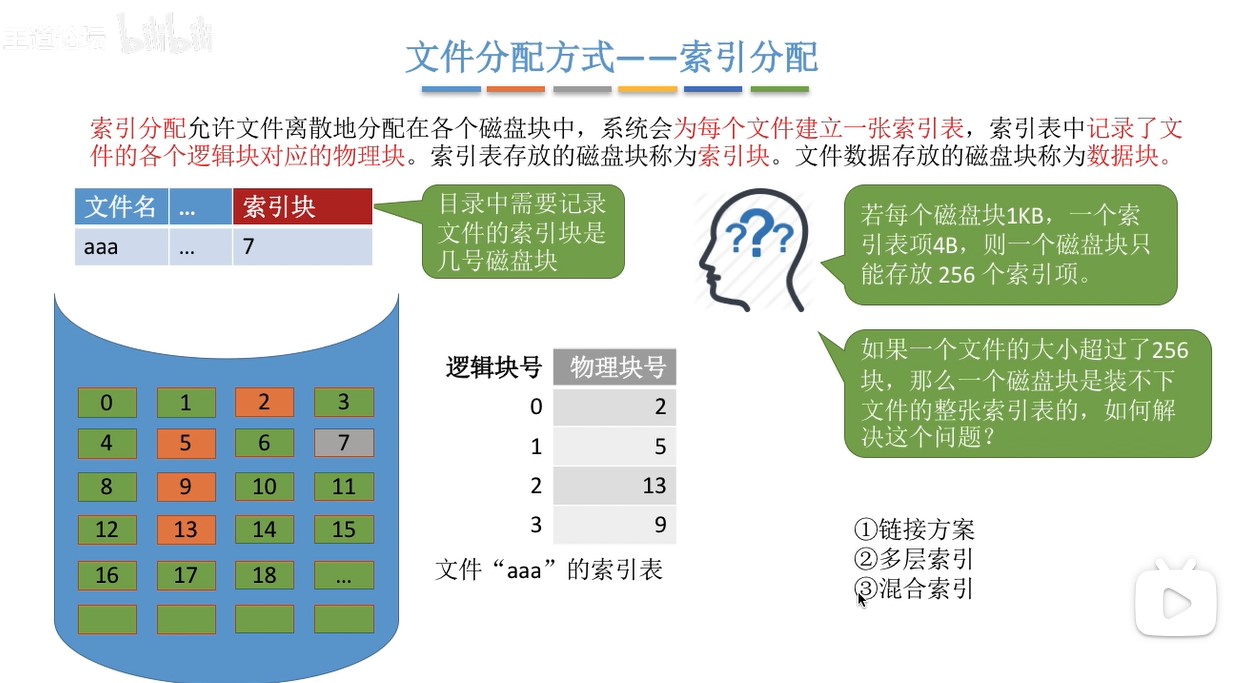 王道论坛 bilibili
文件分配方式——索引分配
索引分配允许文件离散地分配在各个磁盘块中，系统会为每个文件建立一张索引表，索引表中记录了文
件的各个逻辑块对应的物理块。索引表存放的磁盘块称为索引块。文件数据存放的磁盘块称为数据块。
文件名 ... 索引块
aaa ... 7
目录中需要记录
文件的索引块是
几号磁盘块
???
若每个磁盘块1KB，一个索
引表项4B，则一个磁盘块只
能存放 256 个索引项。
如果一个文件的大小超过了256
块，那么一个磁盘块是装不下
文件的整张索引表的，如何解
决这个问题？
0 1 2 3
4 5 6 7
8 9 10 11
12 13 14 15
16 17 18 ...
逻辑块号 物理块号
0 2
1 5
2 13
3 9
文件“aaa”的索引表
①链接方案
②多层索引
③混合索引